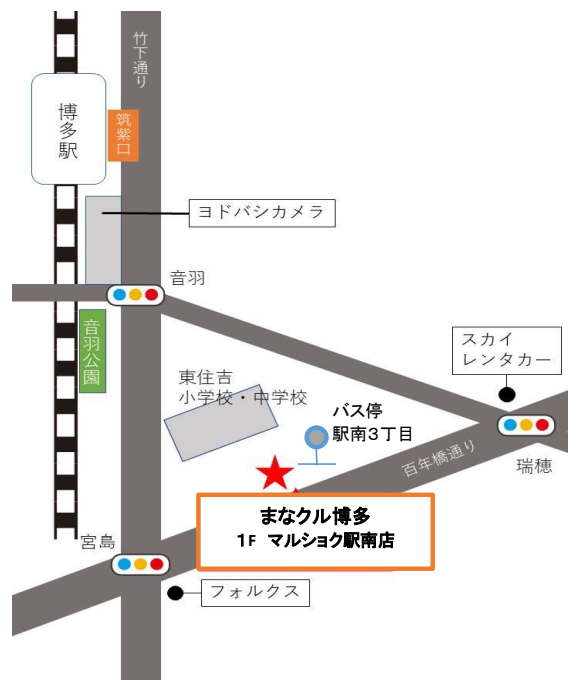 竹下通り
博多駅
筑紫口
ヨドバシカメラ
音羽
音羽公園
スカイ
レンタカー
東住吉
小学校・中学校
バス停
駅南３丁目
百年橋通り
瑞穂
まなクル博多
１F マルショク駅南店
宮島
フォルクス